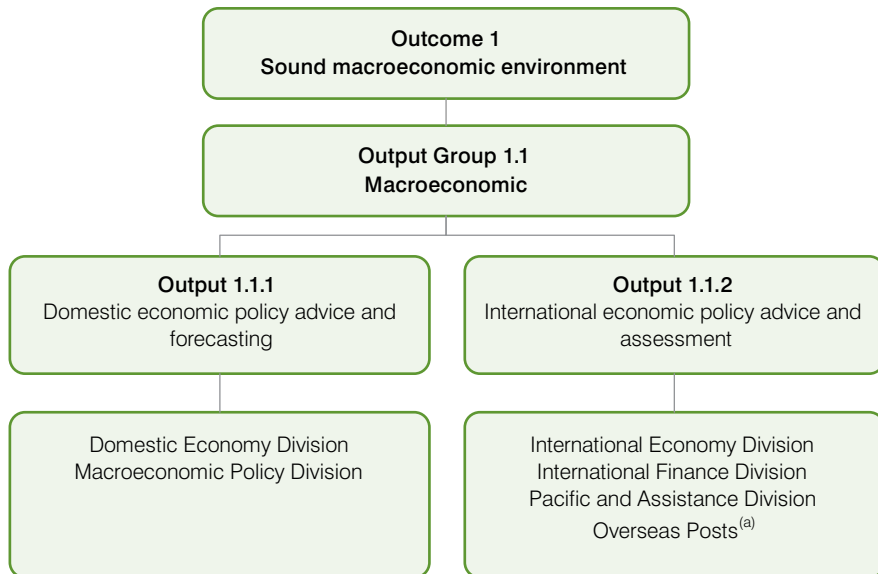 Outcome 1
Sound macroeconomic environment
Output Group 1.1
Macroeconomic
Output 1.1.1
Domestic economic policy advice and
forecasting
Output 1.1.2
International economic policy advice and
assessment
Domestic Economy Division
Macroeconomic Policy Division
International Economy Division
International Finance Division
Pacific and Assistance Division
Overseas Posts(a)